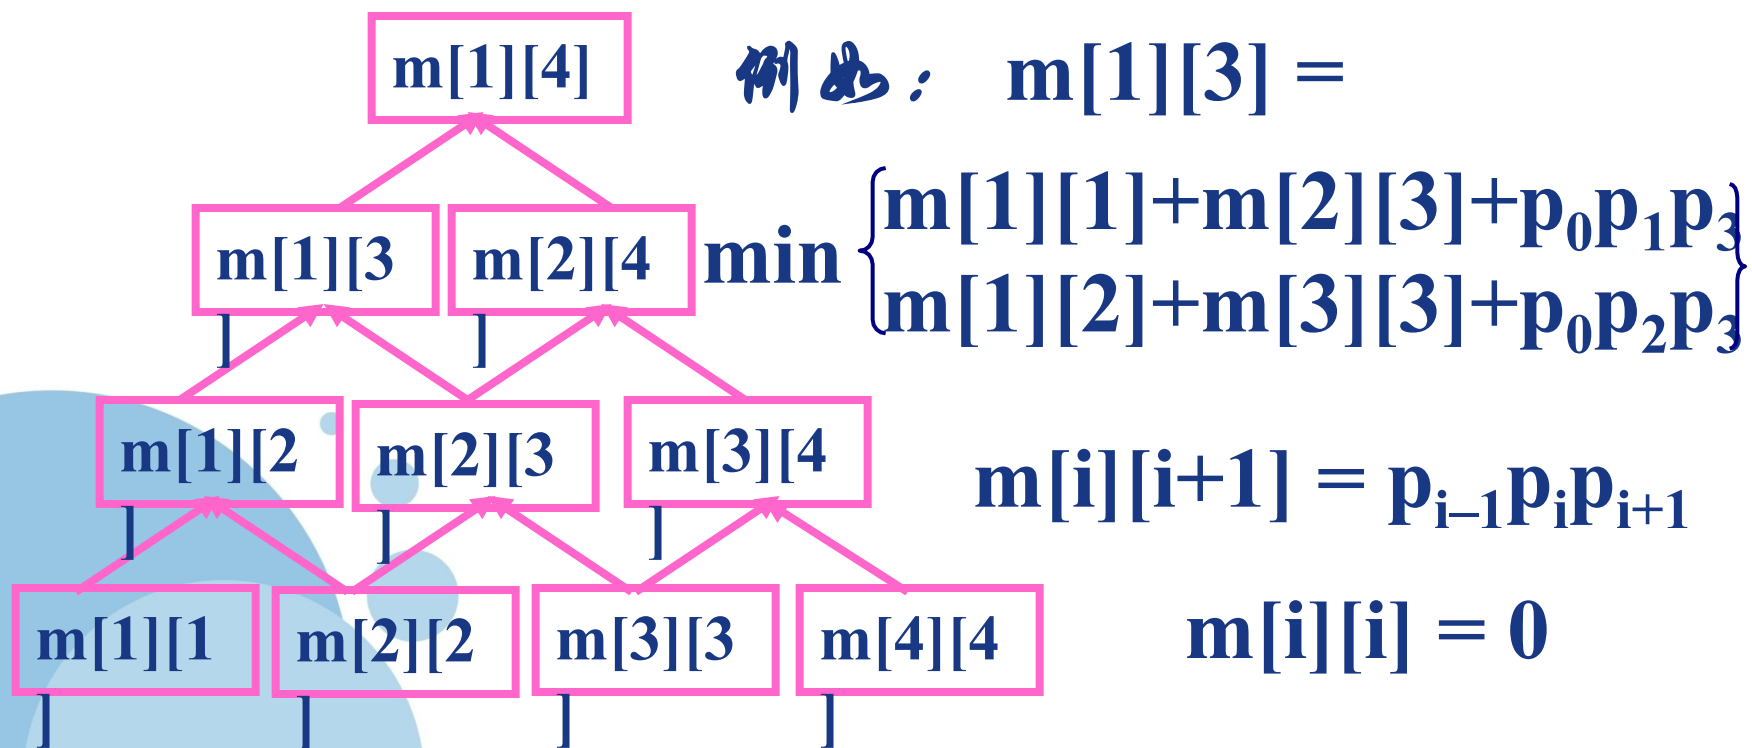 m[1][4]
例如： m[1][3] =
m[1][3
]
m[2][4
]
min
m[1][1]+m[2][3]+p₀p₁p₃
m[1][2]+m[3][3]+p₀p₂p₃
m[1][2
]
m[2][3
]
m[3][4
]
m[i][i+1] = pᵢ₋₁pᵢpᵢ₊₁
m[1][1
]
m[2][2
]
m[3][3
]
m[4][4
]
m[i][i] = 0